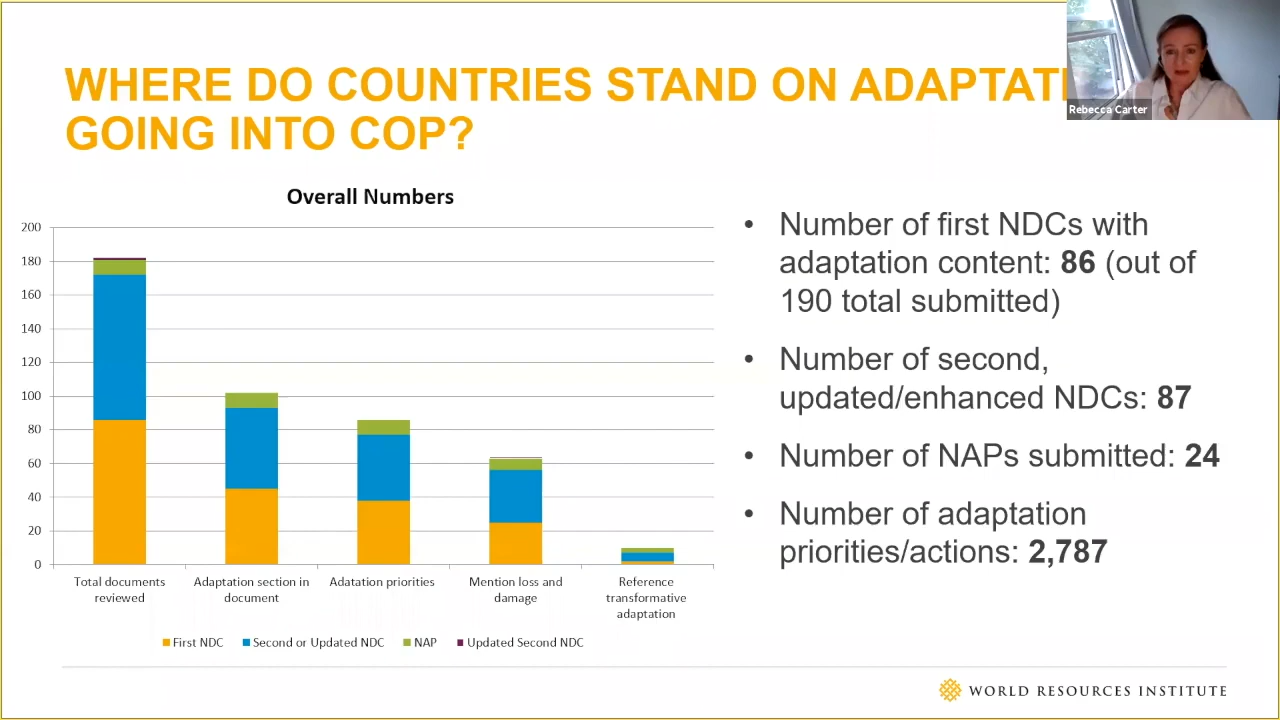 WHERE DO COUNTRIES STAND ON ADAPTATI
GOING INTO COP?
Rebecca Carter
Overall Numbers
200
180
160
140
120
100
80
60
40
20
0
Total documents
reviewed
Adaptation section in
document
Adatation priorities
Mention loss and
damage
Reference
transformative
adaptation
First NDC
Second or Updated NDC
NAP
Updated Second NDC
• Number of first NDCs with
adaptation content: 86 (out of
190 total submitted)
• Number of second,
updated/enhanced NDCs: 87
• Number of NAPs submitted: 24
• Number of adaptation
priorities/actions: 2,787
WORLD RESOURCES INSTITUTE